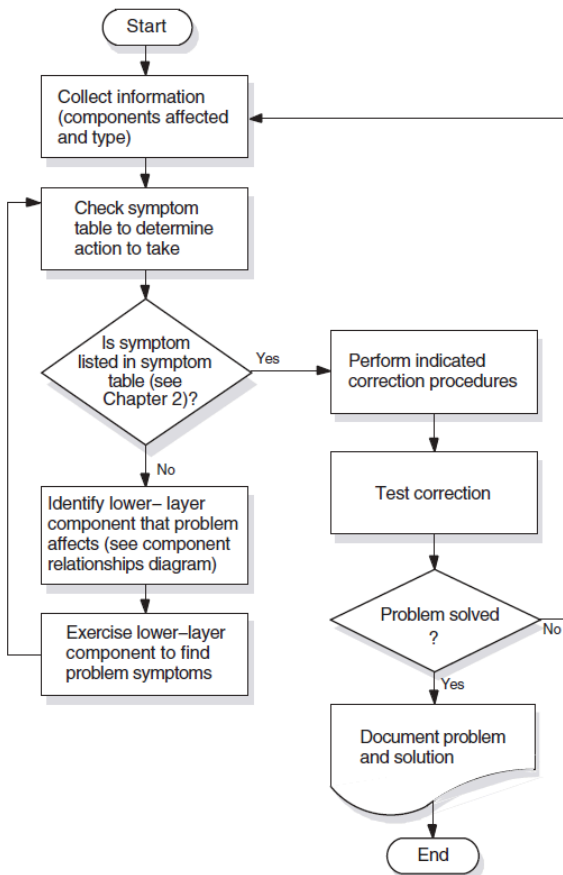 Start
Collect information
(components affected
and type)
Check symptom
table to determine
action to take
Is
symptom
listed in symptom
table (see
Chapter 2)?
Yes
Perform indicated
correction procedures
No
Identify lower– layer
component that problem
affects (see component
relationships diagram)
Test correction
Exercise lower–layer
component to find
problem symptoms
Problem solved
?
No
Yes
Document problem
and solution
End